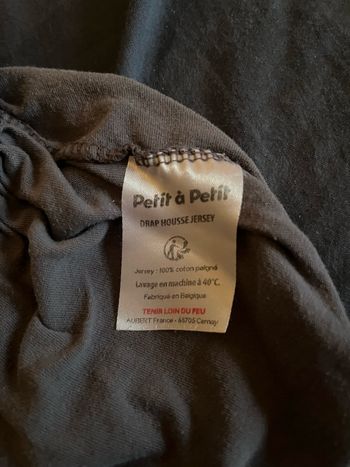 Petit à Petit
DRAP HOUSSE JERSEY
Jersey : 100% coton peigné
Lavage en machine à 40°C.
Fabriqué en Belgique
TENIR LOIN DU FEU
AUBERT France - 68705 Cernay